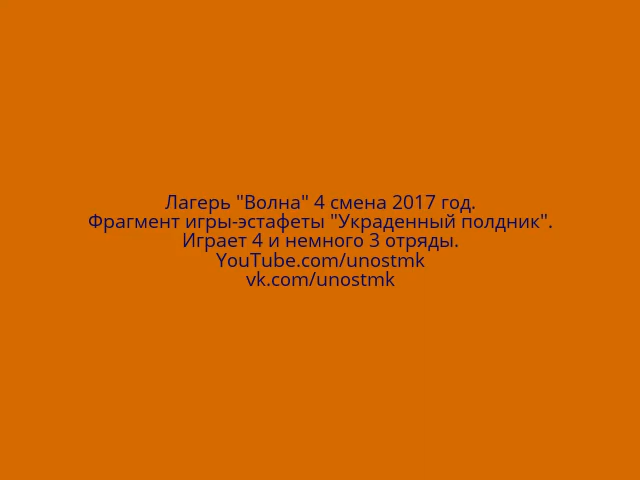 Лагерь "Волна" 4 смена 2017 год.
Фрагмент игры-эстафеты "Украденный полдник".
Играет 4 и немного 3 отряды.
YouTube.com/unostmk
vk.com/unostmk